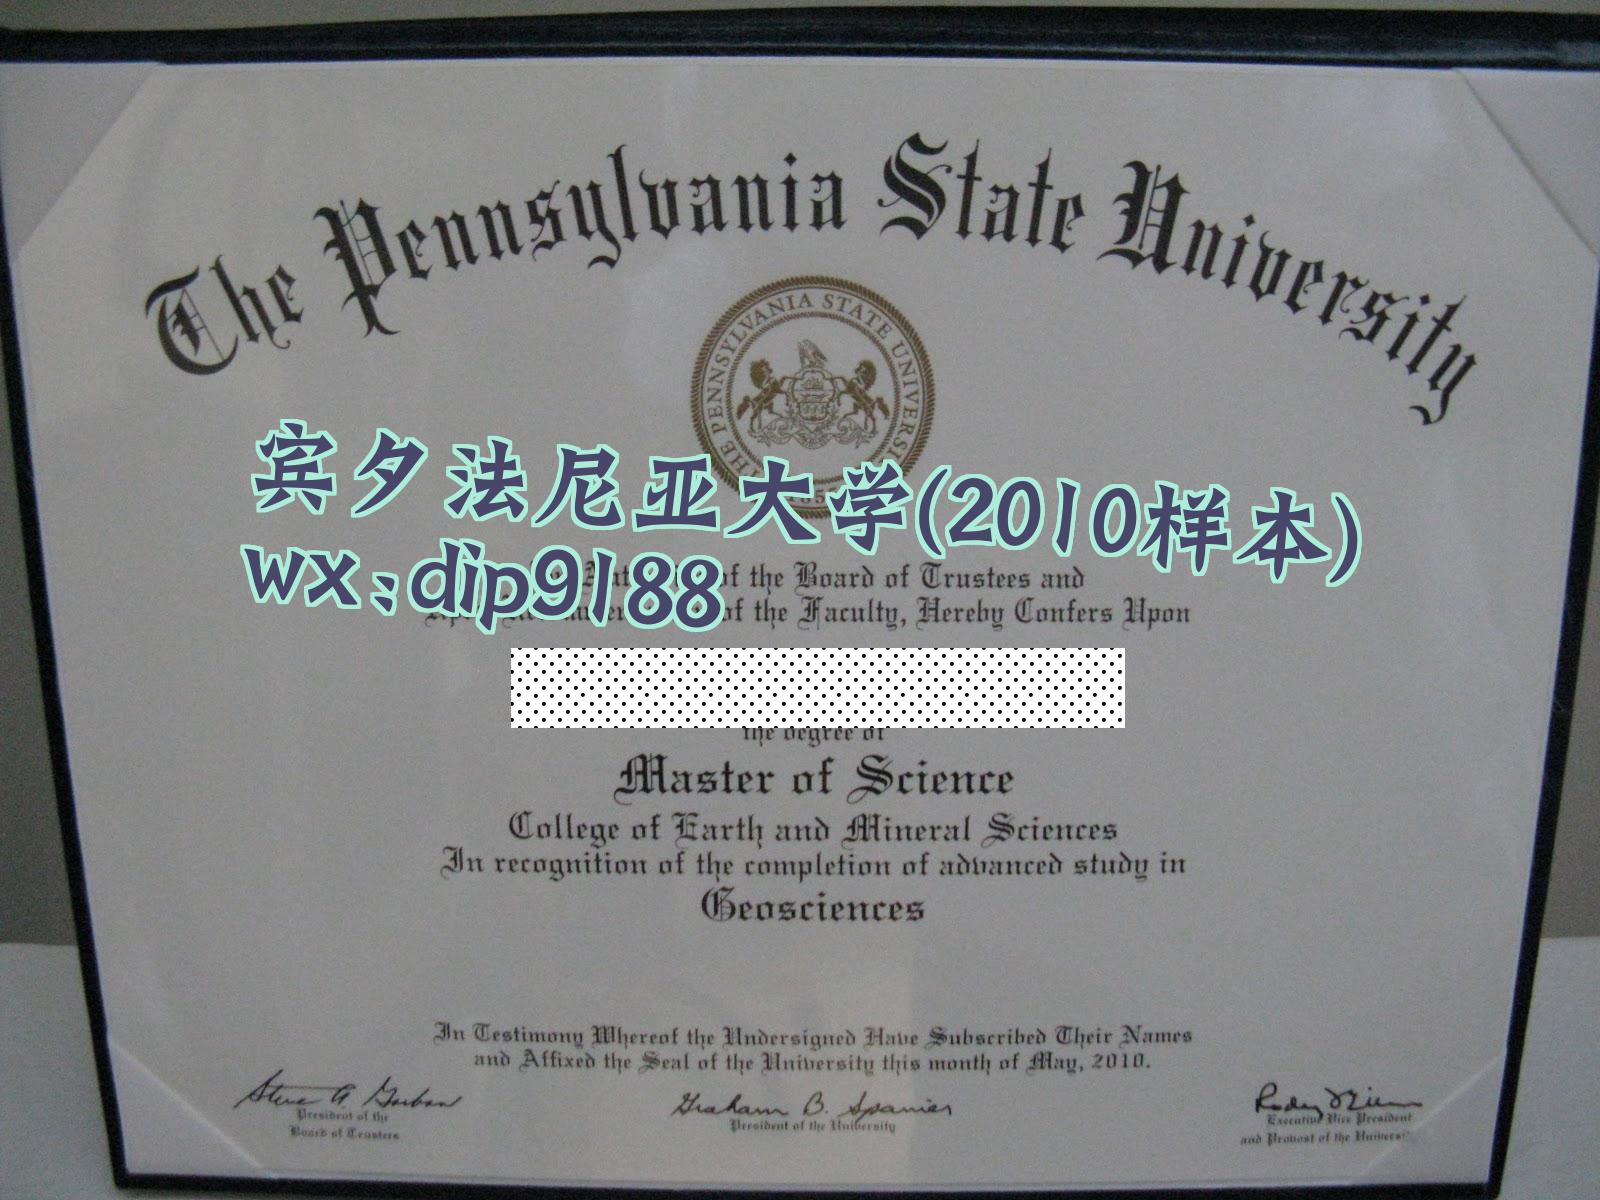 The Pennsylvania State University
THE PENNSYLVANIA STATE UNIVERSI
宾夕法尼亚大学(2010样本)
wx:dip9188
of the Board of Trustees and
of the Faculty, Hereby Confers Upon
the degree of
Master of Science
College of Earth and Mineral Sciences
In recognition of the completion of advanced study in
Geosciences
In Testimony Whereof the Undersigned Have Subscribed Their Names
and Affixed the Seal of the University this month of May, 2010.
Graham B. Spanier
President of the
Board of Trustees
President of the University
Executive Vice President
and Provost of the Universi